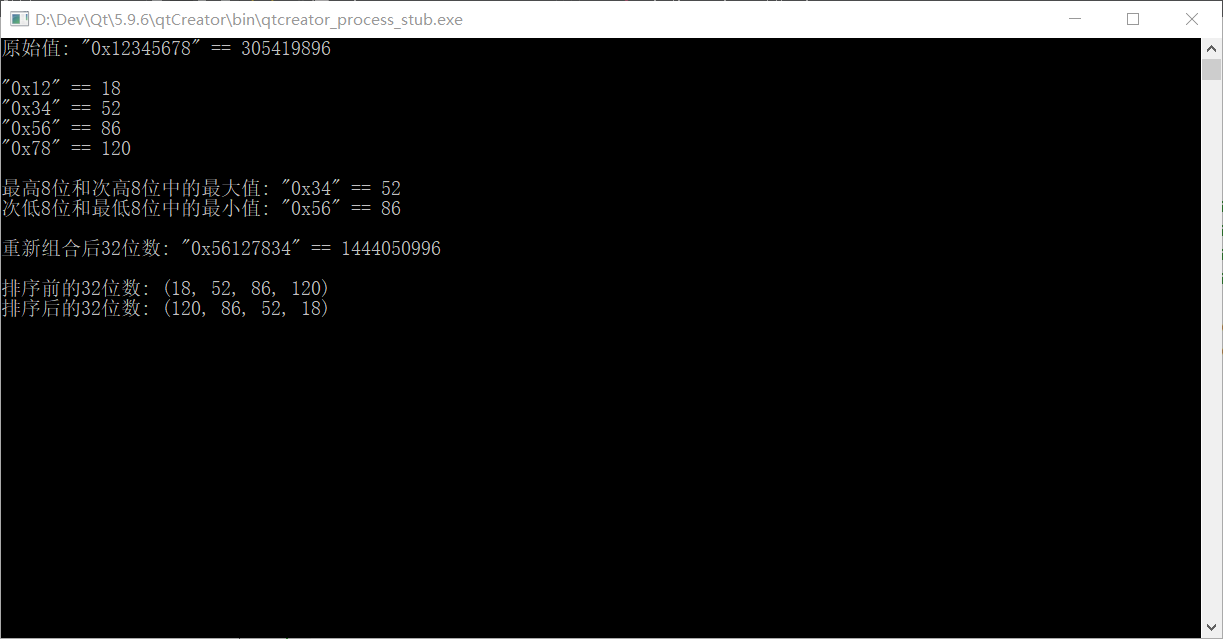 D:\Dev\Qt\5.9.6\qtCreator\bin\qtcreator_process_stub.exe
原始值: "0x12345678" == 305419896
"0x12" == 18
"0x34" == 52
"0x56" == 86
"0x78" == 120
最高8位和次高8位中的最大值: "0x34" == 52
次低8位和最低8位中的最小值: "0x56" == 86
重新组合后32位数: "0x56127834" == 1444050996
排序前的32位数: (18, 52, 86, 120)
排序后的32位数: (120, 86, 52, 18)